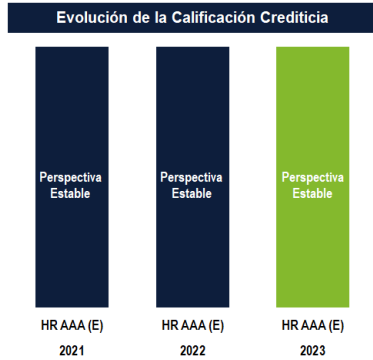 Evolución de la Calificación Crediticia
Perspectiva
Estable
Perspectiva
Estable
Perspectiva
Estable
HR AAA (E)
HR AAA (E)
HR AAA (E)
2021
2022
2023